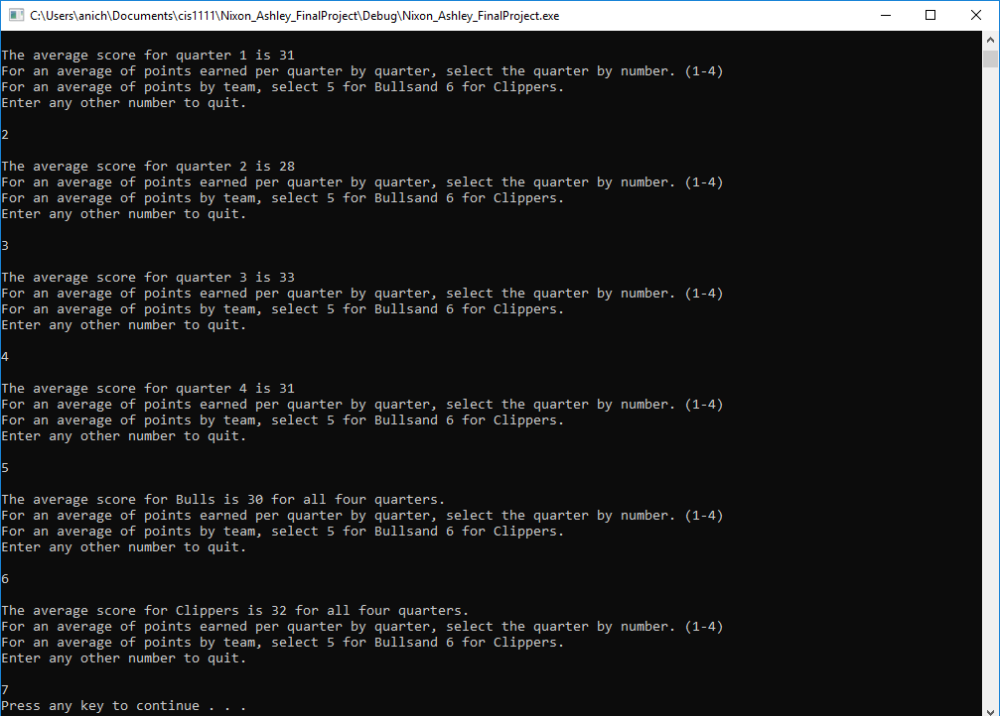 C:\Users\anich\Documents\cis1111\Nixon_Ashley_FinalProject\Debug\Nixon_Ashley_FinalProject.exe
The average score for quarter 1 is 31
For an average of points earned per quarter by quarter, select the quarter by number. (1-4)
For an average of points by team, select 5 for Bullsand 6 for Clippers.
Enter any other number to quit.
2
The average score for quarter 2 is 28
For an average of points earned per quarter by quarter, select the quarter by number. (1-4)
For an average of points by team, select 5 for Bullsand 6 for Clippers.
Enter any other number to quit.
3
The average score for quarter 3 is 33
For an average of points earned per quarter by quarter, select the quarter by number. (1-4)
For an average of points by team, select 5 for Bullsand 6 for Clippers.
Enter any other number to quit.
4
The average score for quarter 4 is 31
For an average of points earned per quarter by quarter, select the quarter by number. (1-4)
For an average of points by team, select 5 for Bullsand 6 for Clippers.
Enter any other number to quit.
5
The average score for Bulls is 30 for all four quarters.
For an average of points earned per quarter by quarter, select the quarter by number. (1-4)
For an average of points by team, select 5 for Bullsand 6 for Clippers.
Enter any other number to quit.
6
The average score for Clippers is 32 for all four quarters.
For an average of points earned per quarter by quarter, select the quarter by number. (1-4)
For an average of points by team, select 5 for Bullsand 6 for Clippers.
Enter any other number to quit.
7
Press any key to continue . . .